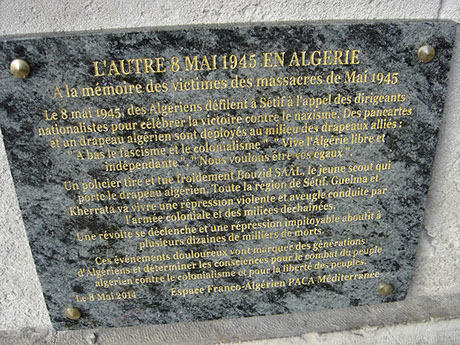 L'AUTRE 8 MAI 1945 EN ALGERIE
A la mémoire des victimes des massacres de Mai 1945
Le 8 mai 1945, des Algériens défilent à Sétif à l'appel des dirigeants
nationalistes pour célébrer la victoire contre le nazisme. Des pancartes
et un drapeau algérien sont déployés au milieu des drapeaux alliés :
"A bas le fascisme et le colonialisme" "Vive l'Algérie libre et
indépendante" "Nous voulons être vos égaux"
Un policier tire et tue froidement Bouzid SAAL, le jeune scout qui
porte le drapeau algérien. Toute la région de Sétif, Guelma et
Kherrata va vivre une répression violente et aveugle conduite par
l'armée coloniale et des milices déchainées.
Une révolte se déclenche et une répression impitoyable aboutit à
plusieurs dizaines de milliers de morts.
Ces événements douloureux vont marquer des générations
d'Algériens et déterminer les consciences pour le combat du peuple
algérien contre le colonialisme et pour la liberté des peuples.
Le 8 Mai 2014 Espace Franco-Algérien PACA Méditerranée